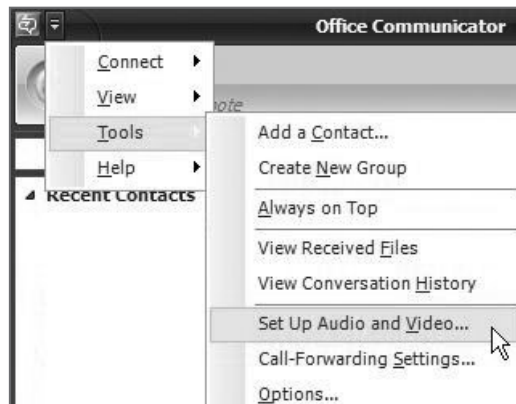 Office Communicator
Connect
View
note
Tools
Help
Recent Contacts
Add a Contact...
Create New Group
Always on Top
View Received Files
View Conversation History
Set Up Audio and Video...
Call-Forwarding Settings...
Options...